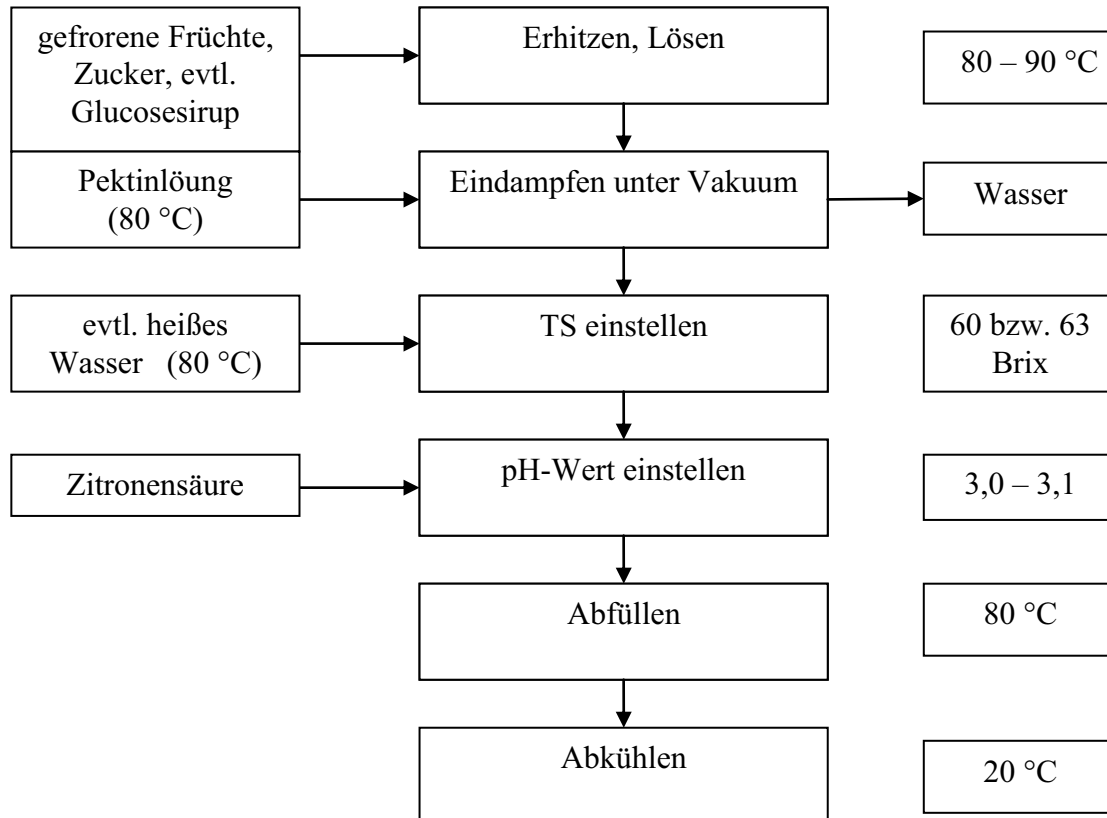 gefrorene Früchte,
Zucker, evtl.
Glucosesirup
Erhitzen, Lösen
80 – 90 °C
Pektinlöung
(80 °C)
Eindampfen unter Vakuum
Wasser
evtl. heißes
Wasser (80 °C)
TS einstellen
60 bzw. 63
Brix
Zitronensäure
pH-Wert einstellen
3,0 – 3,1
Abfüllen
80 °C
Abkühlen
20 °C